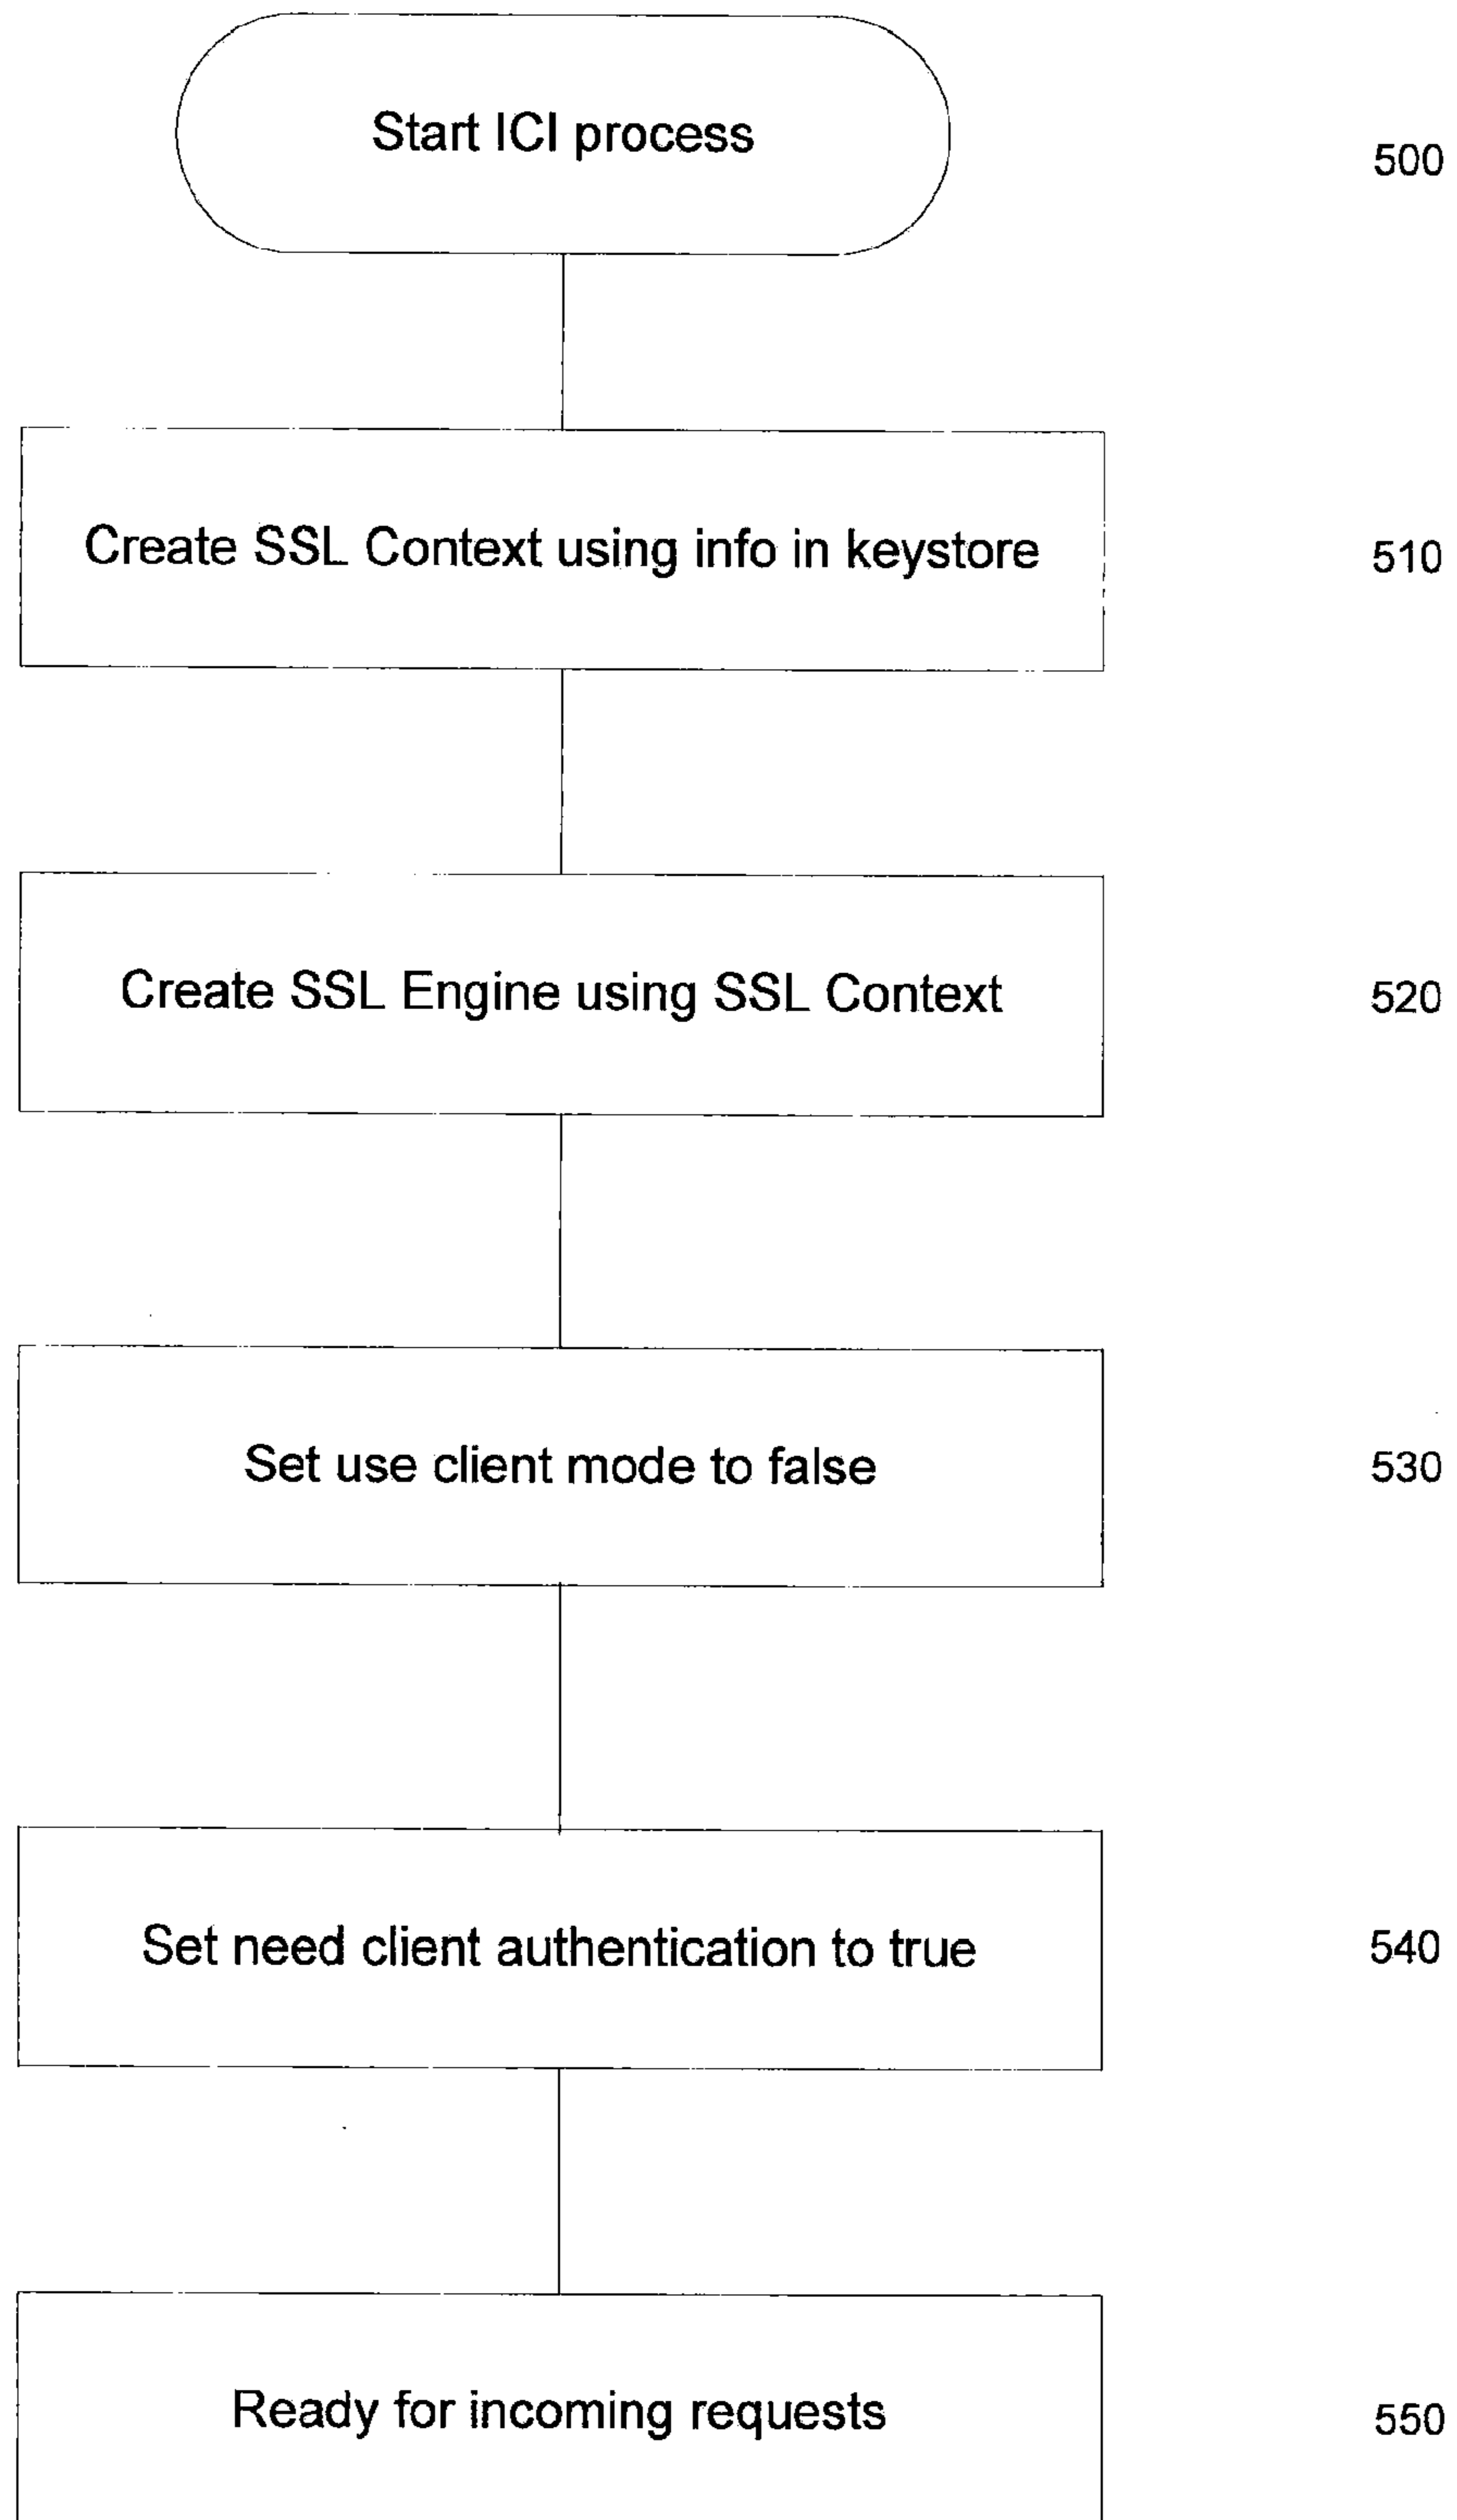 Start ICI process
500
Create SSL Context using info in keystore
510
Create SSL Engine using SSL Context
520
Set use client mode to false
530
Set need client authentication to true
540
Ready for incoming requests
550